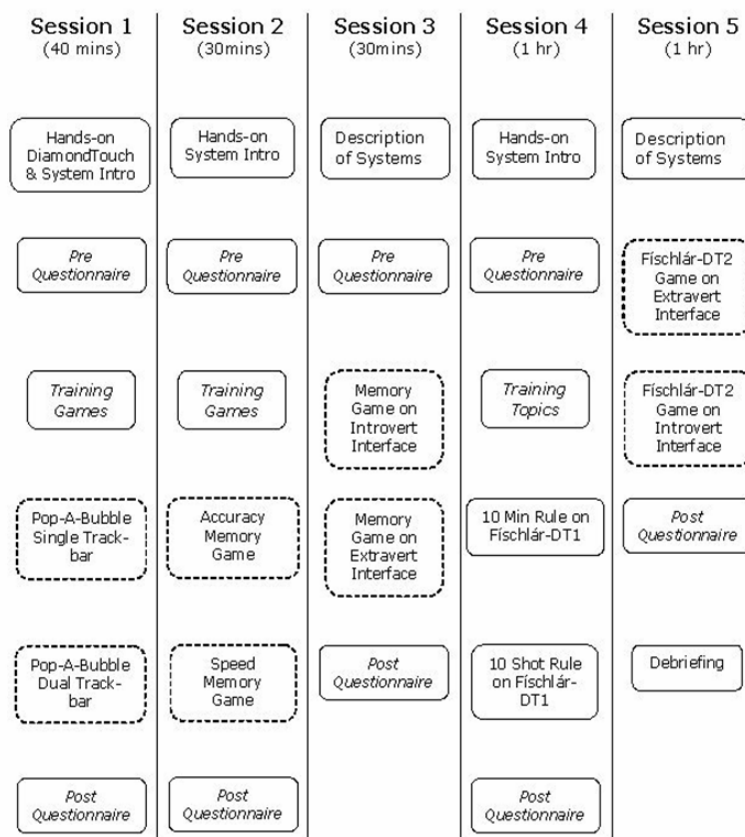 Session 1
(40 mins)
Hands-on
DiamondTouch
& System Intro
Pre
Questionnaire
Training
Games
Pop-A-Bubble
Single Track-
bar
Pop-A-Bubble
Dual Track-
bar
Post
Questionnaire
Session 2
(30mins)
Hands-on
System Intro
Pre
Questionnaire
Training
Games
Accuracy
Memory
Game
Speed
Memory
Game
Post
Questionnaire
Session 3
(30mins)
Description
of Systems
Pre
Questionnaire
Memory
Game on
Introvert
Interface
Memory
Game on
Extravert
Interface
Post
Questionnaire
Session 4
(1 hr)
Hands-on
System Intro
Pre
Questionnaire
Training
Topics
10 Min Rule on
Físchlár-DT1
10 Shot Rule
on Físchlár-
DT1
Post
Questionnaire
Session 5
(1 hr)
Description
of Systems
Físchlár-DT2
Game on
Extravert
Interface
Físchlár-DT2
Game on
Introvert
Interface
Post
Questionnaire
Debriefing